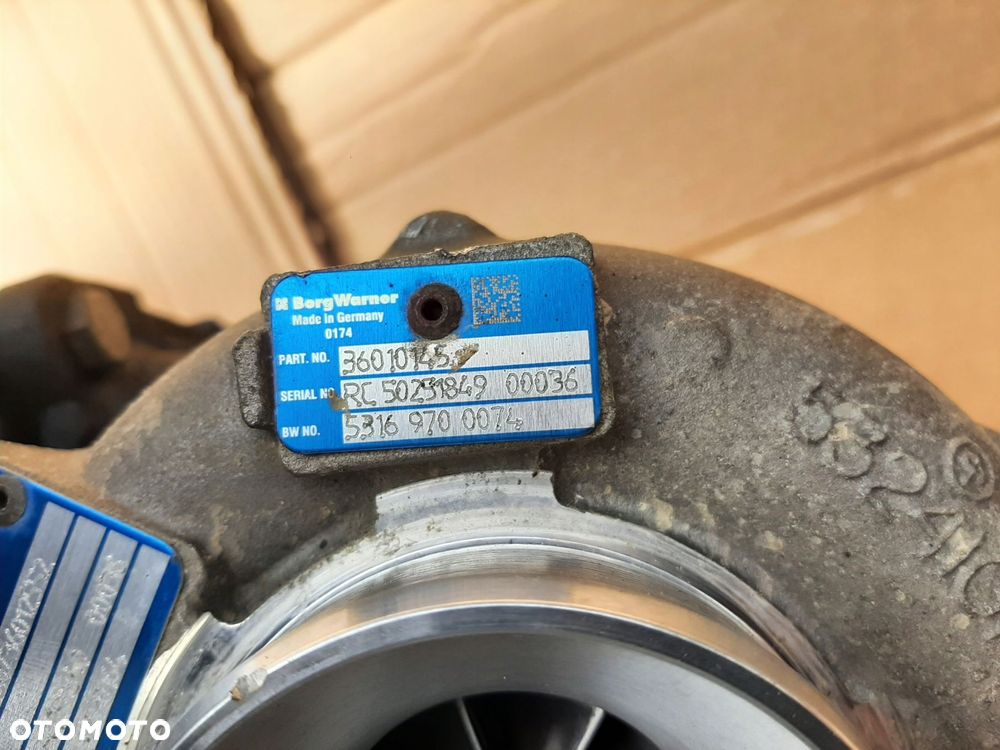 BorgWarner
Made in Germany
0174
PART. NO. 36010145
SERIAL NO. RC 50231849 00036
BW NO. 5316 970 0074
OTOMOTO